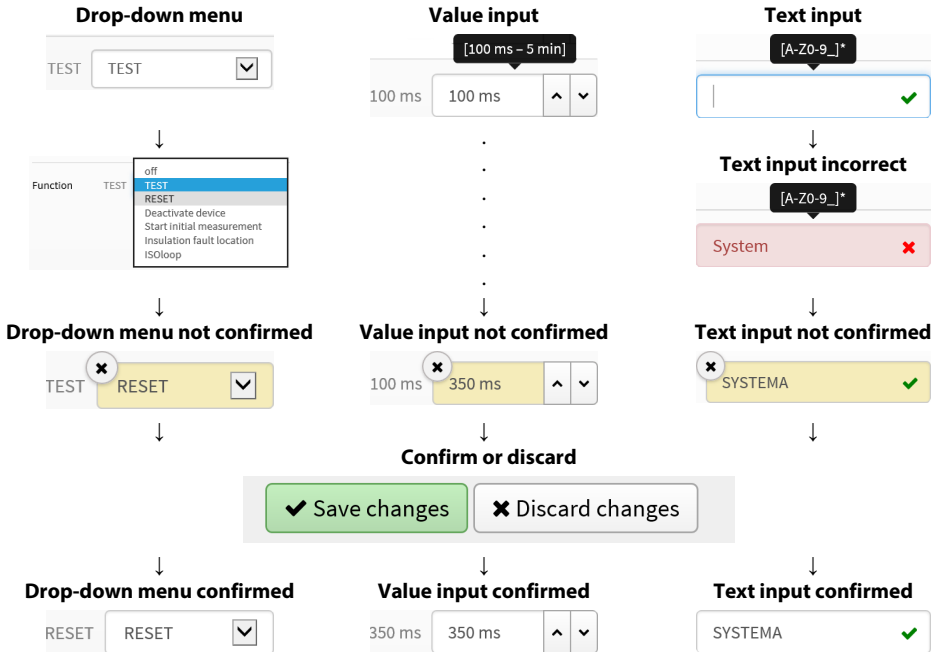 Drop-down menu
Value input
Text input
[100 ms – 5 min]
[A-Z0-9_]*
TEST
TEST
100 ms
100 ms
Text input incorrect
[A-Z0-9_]*
Function
TEST
off
TEST
RESET
Deactivate device
Start initial measurement
Insulation fault location
ISOloop
System
Drop-down menu not confirmed
Value input not confirmed
Text input not confirmed
TEST
RESET
100 ms
350 ms
SYSTEMA
Confirm or discard
Save changes
Discard changes
Drop-down menu confirmed
Value input confirmed
Text input confirmed
RESET
RESET
350 ms
350 ms
SYSTEMA